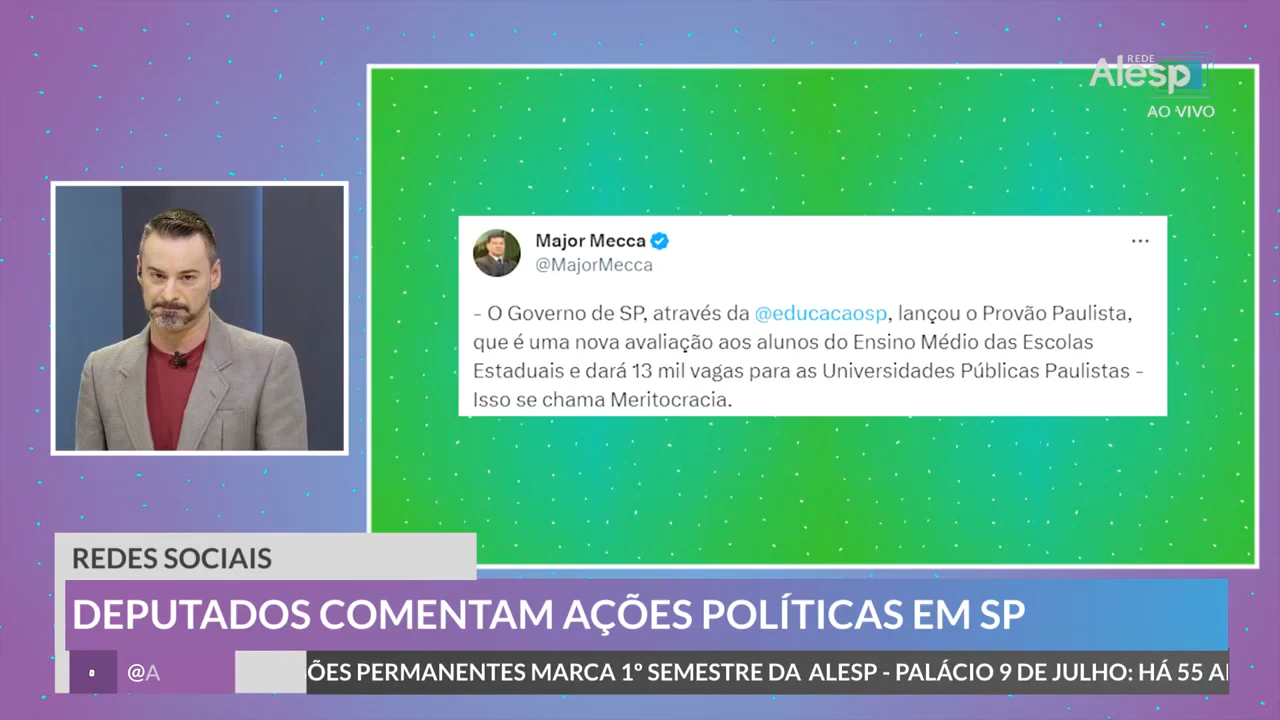 REDE
Alesp
AO VIVO
Major Mecca
@MajorMecca
- O Governo de SP, através da @educacaosp, lançou o Provão Paulista,
que é uma nova avaliação aos alunos do Ensino Médio das Escolas
Estaduais e dará 13 mil vagas para as Universidades Públicas Paulistas -
Isso se chama Meritocracia.
REDES SOCIAIS
DEPUTADOS COMENTAM AÇÕES POLÍTICAS EM SP
@A
ÕES PERMANENTES MARCA 1º SEMESTRE DA ALESP - PALÁCIO 9 DE JULHO: HÁ 55 A